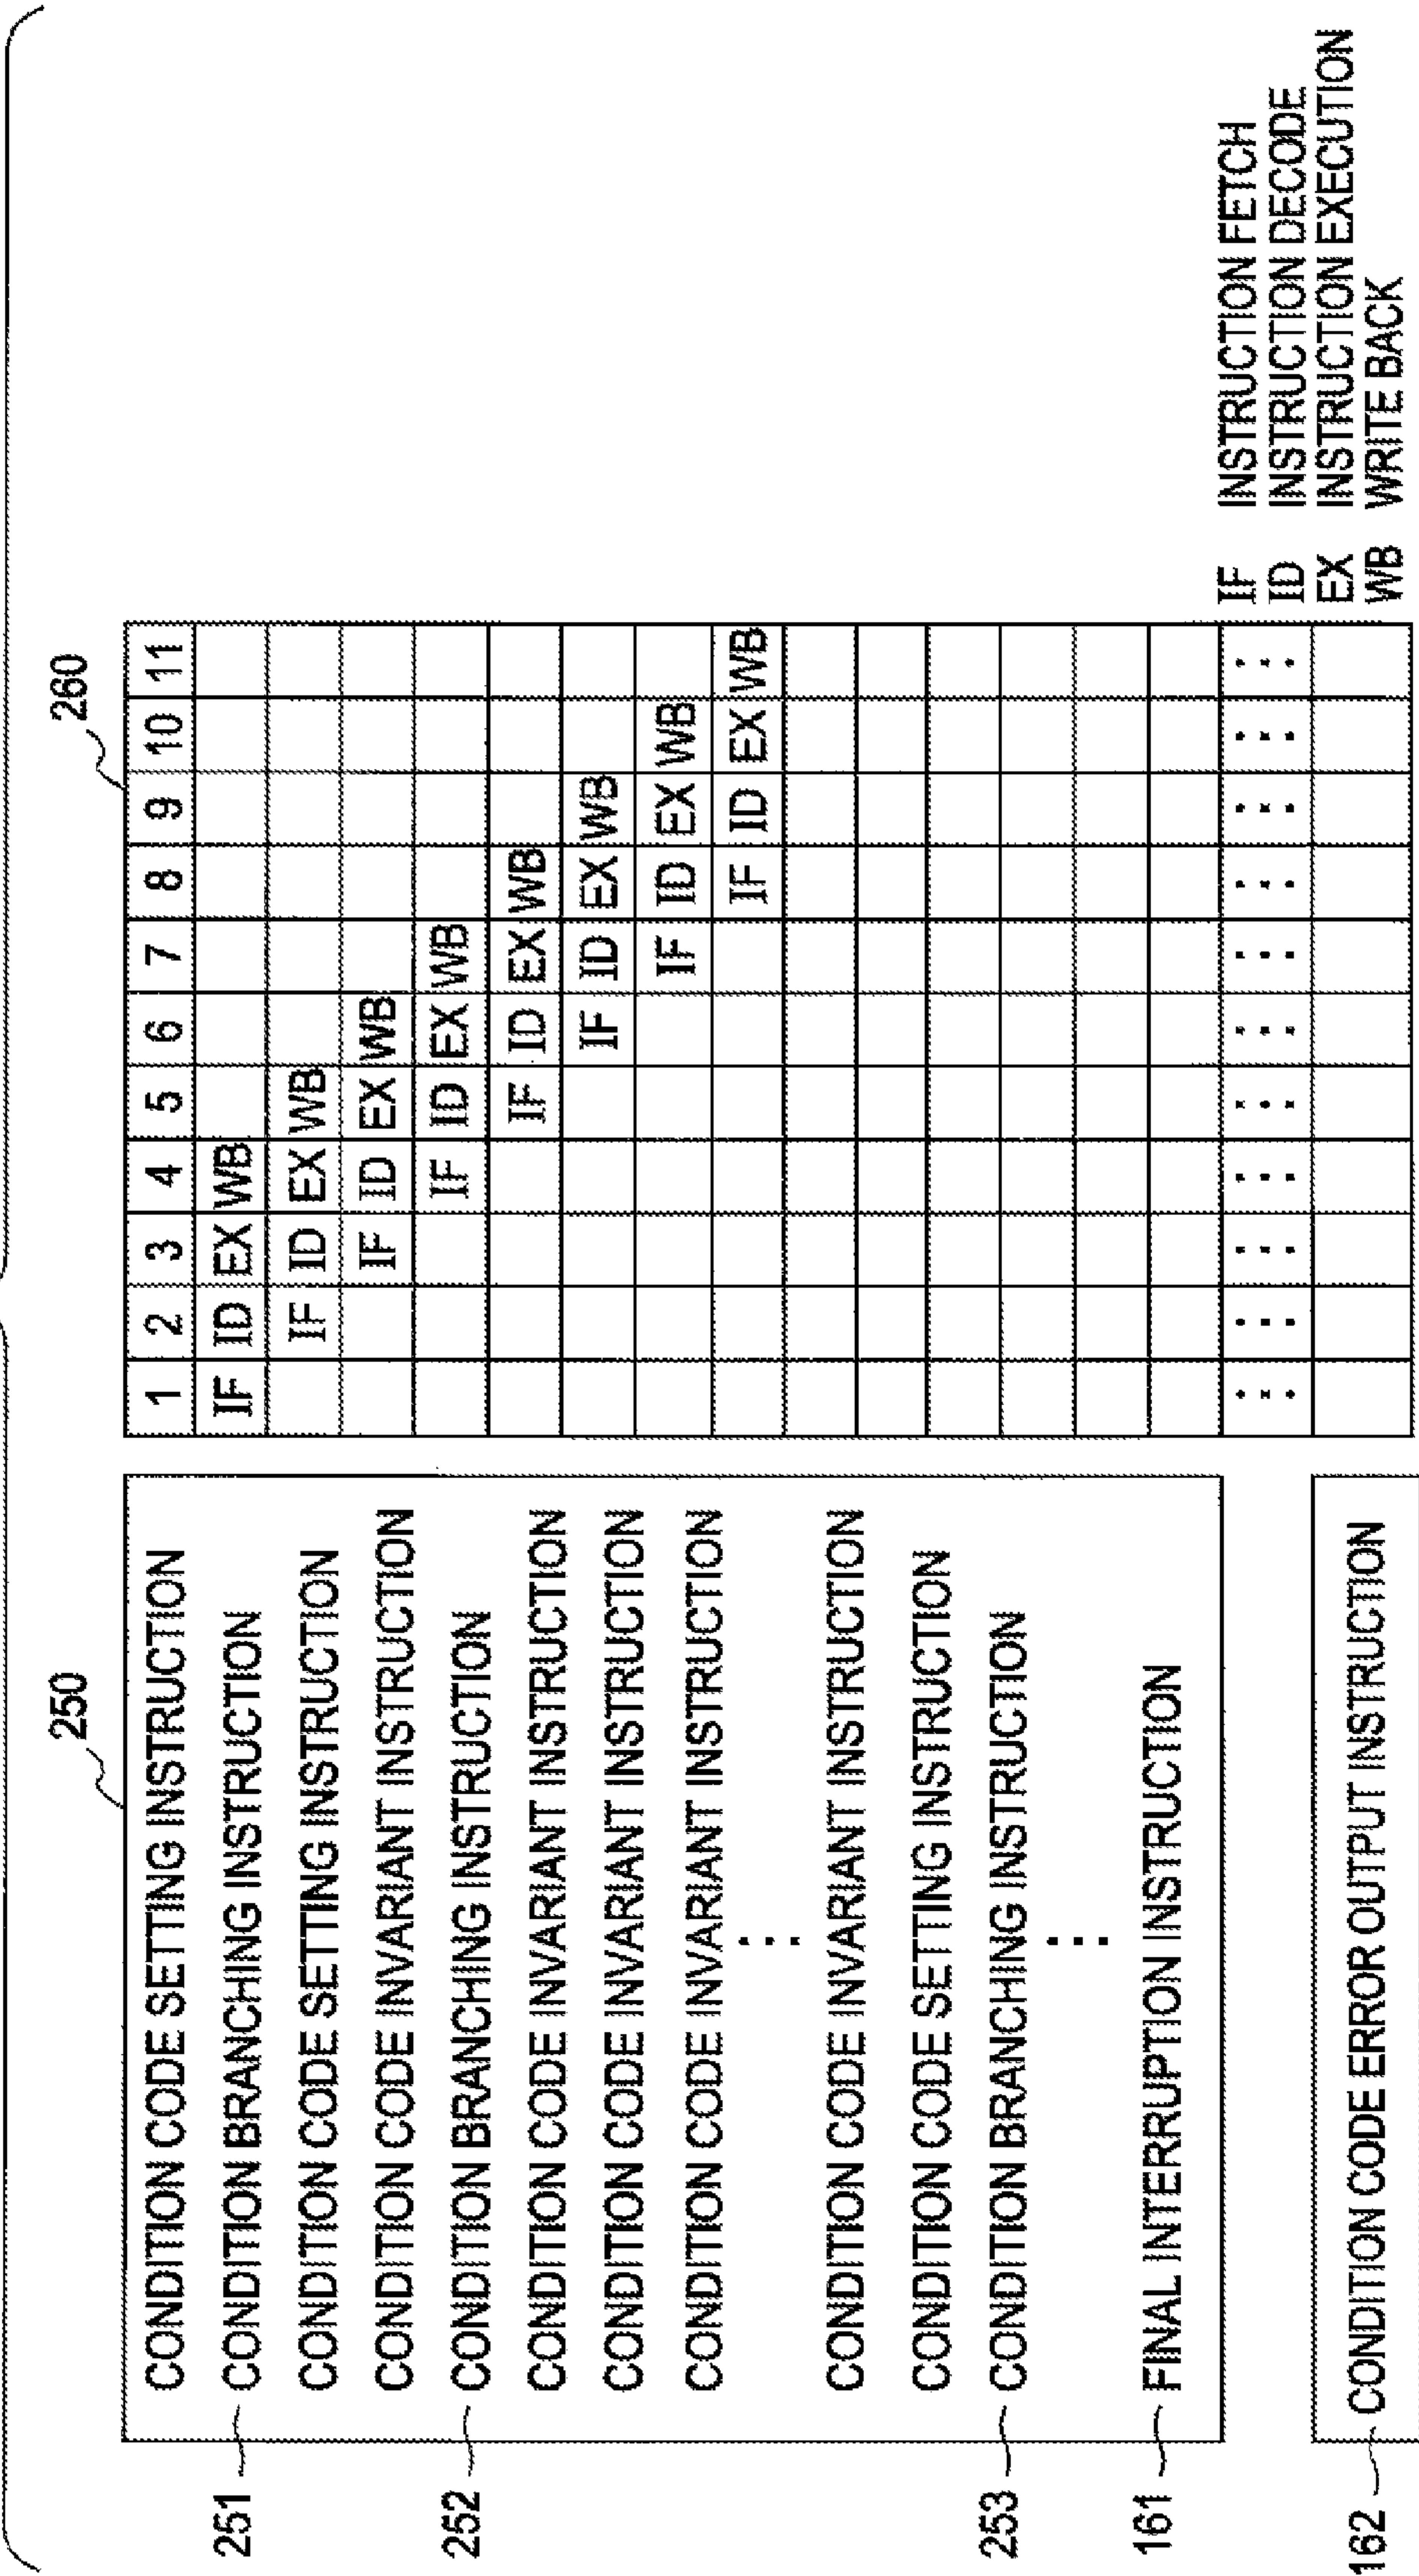 250
CONDITION CODE SETTING INSTRUCTION
251 CONDITION BRANCHING INSTRUCTION
CONDITION CODE SETTING INSTRUCTION
CONDITION CODE INVARIANT INSTRUCTION
252 CONDITION BRANCHING INSTRUCTION
CONDITION CODE INVARIANT INSTRUCTION
CONDITION CODE INVARIANT INSTRUCTION
CONDITION CODE INVARIANT INSTRUCTION
⋮
CONDITION CODE INVARIANT INSTRUCTION
CONDITION CODE SETTING INSTRUCTION
253 CONDITION BRANCHING INSTRUCTION
⋮
161 FINAL INTERRUPTION INSTRUCTION
162 CONDITION CODE ERROR OUTPUT INSTRUCTION
260
1 2 3 4 5 6 7 8 9 10 11
IF ID EX WB
IF ID EX WB
IF ID EX WB
IF ID EX WB
IF ID EX WB
IF ID EX WB
IF ID EX WB
IF ID EX WB
⋮ ⋮ ⋮ ⋮ ⋮ ⋮ ⋮ ⋮ ⋮ ⋮ ⋮
IF INSTRUCTION FETCH
ID INSTRUCTION DECODE
EX INSTRUCTION EXECUTION
WB WRITE BACK